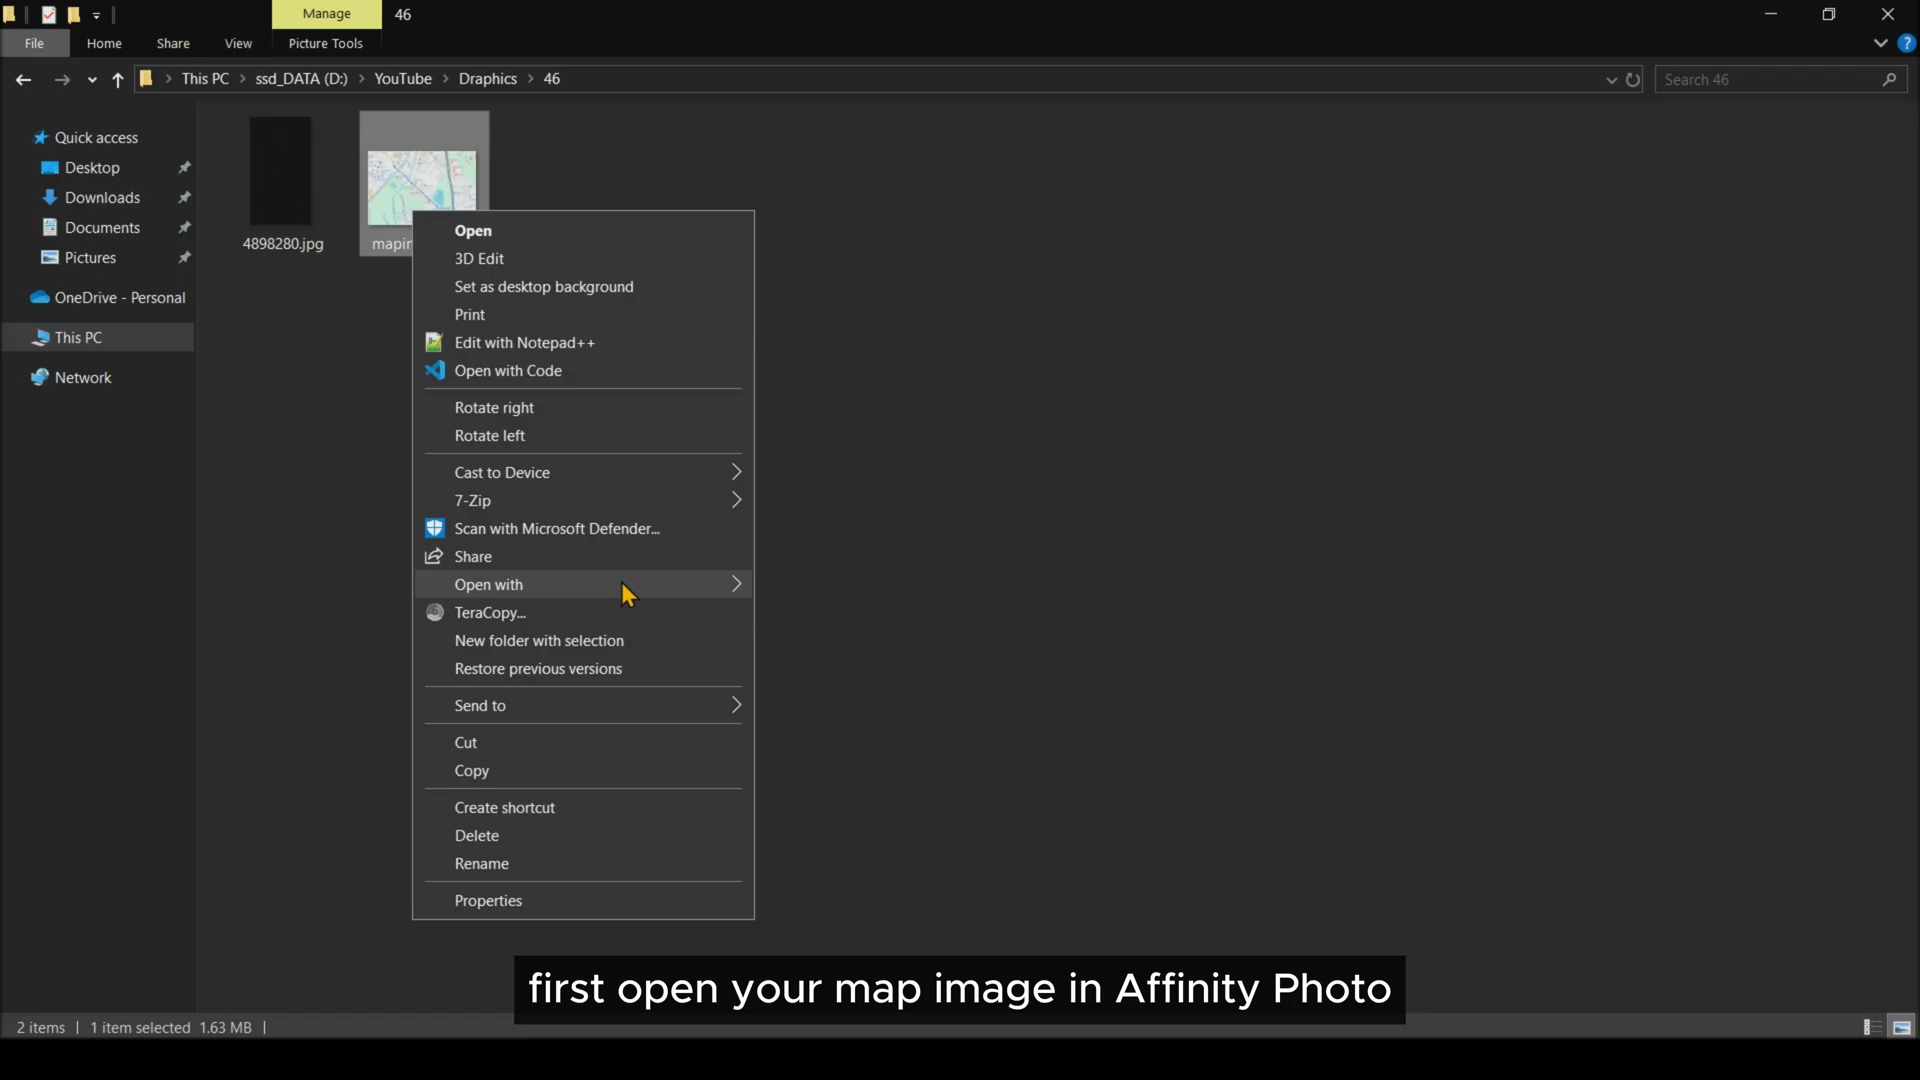 Manage
46
File
Home
Share
View
Picture Tools
?
This PC
ssd_DATA (D:)
YouTube
Draphics
46
Search 46
Quick access
Desktop
Downloads
Documents
Pictures
OneDrive - Personal
This PC
Network
4898280.jpg
Open
3D Edit
Set as desktop background
Print
Edit with Notepad++
Open with Code
Rotate right
Rotate left
Cast to Device
7-Zip
Scan with Microsoft Defender...
Share
Open with
TeraCopy...
New folder with selection
Restore previous versions
Send to
Cut
Copy
Create shortcut
Delete
Rename
Properties
first open your map image in Affinity Photo
2 items
1 item selected 1.63 MB